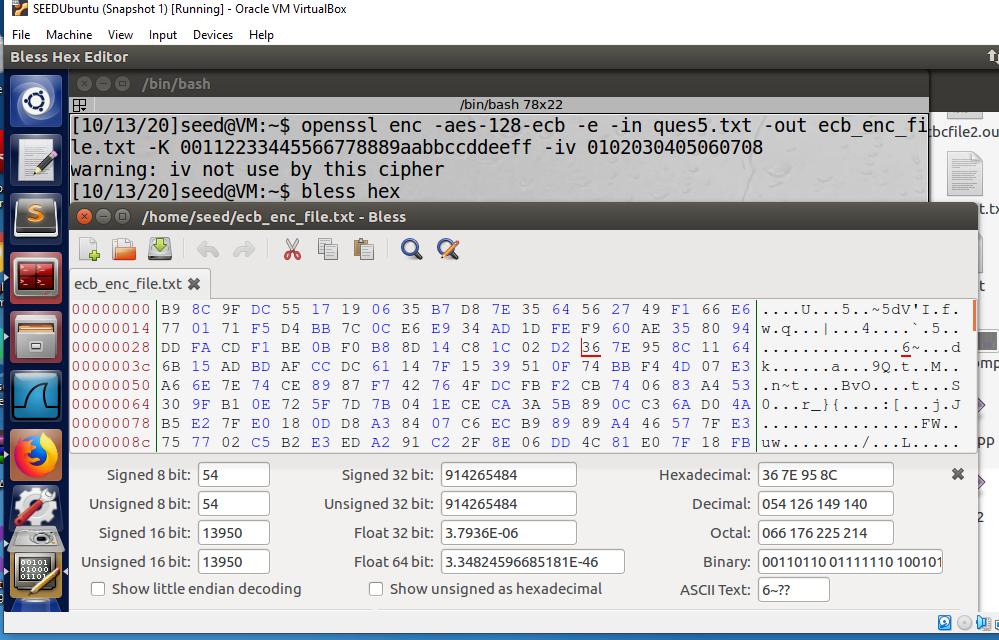 SEEDUbuntu (Snapshot 1) [Running] - Oracle VM VirtualBox
File Machine View Input Devices Help
Bless Hex Editor
/bin/bash
/bin/bash 78x22
[10/13/20]seed@VM:~$ openssl enc -aes-128-ecb -e -in ques5.txt -out ecb_enc_fi
le.txt -K 00112233445566778889aabbccddeeff -iv 0102030405060708
warning: iv not use by this cipher
[10/13/20]seed@VM:~$ bless hex
/home/seed/ecb_enc_file.txt - Bless
ecb_enc_file.txt
00000000 B9 8C 9F DC 55 17 19 06 35 B7 D8 7E 35 64 56 27 49 F1 66 E6 ....U...5..~5dV'I.f.
00000014 77 01 71 F5 D4 BB 7C 0C E6 E9 34 AD 1D FE F9 60 AE 35 80 94 w.q...|...4....`.5..
00000028 DD FA CD F1 BE 0B F0 B8 8D 14 C8 1C 02 D2 36 7E 95 8C 11 64 ..............6~...d
0000003c 6B 15 AD BD AF CC DC 61 14 7F 15 39 51 0F 74 BB F4 4D 07 E3 k......a...9Q.t..M..
00000050 A6 6E 7E 74 CE 89 87 F7 42 76 4F DC FB F2 CB 74 06 83 A4 53 .n~t....BvO....t...S
00000064 30 9F B1 0E 72 5F 7D 7B 04 1E CE CA 3A 5B 89 0C C3 6A D0 4A 0...r_}{....:[...j.J
00000078 B5 E2 7F E0 18 0D D8 A3 84 07 C6 EC B9 89 89 A4 46 57 7F 89 ................FW..
0000008c 75 77 02 C5 B2 E3 ED A2 91 C2 2F 8E 06 DD 4C 81 E0 7F 18 FB uw......../...L.....
Signed 8 bit: 54 Signed 32 bit: 914265484 Hexadecimal: 36 7E 95 8C
Unsigned 8 bit: 54 Unsigned 32 bit: 914265484 Decimal: 054 126 149 140
Signed 16 bit: 13950 Float 32 bit: 3.7936E-06 Octal: 066 176 225 214
Unsigned 16 bit: 13950 Float 64 bit: 3.34824596685181E-46 Binary: 00110110 01111110 100101
Show little endian decoding Show unsigned as hexadecimal ASCII Text: 6~??